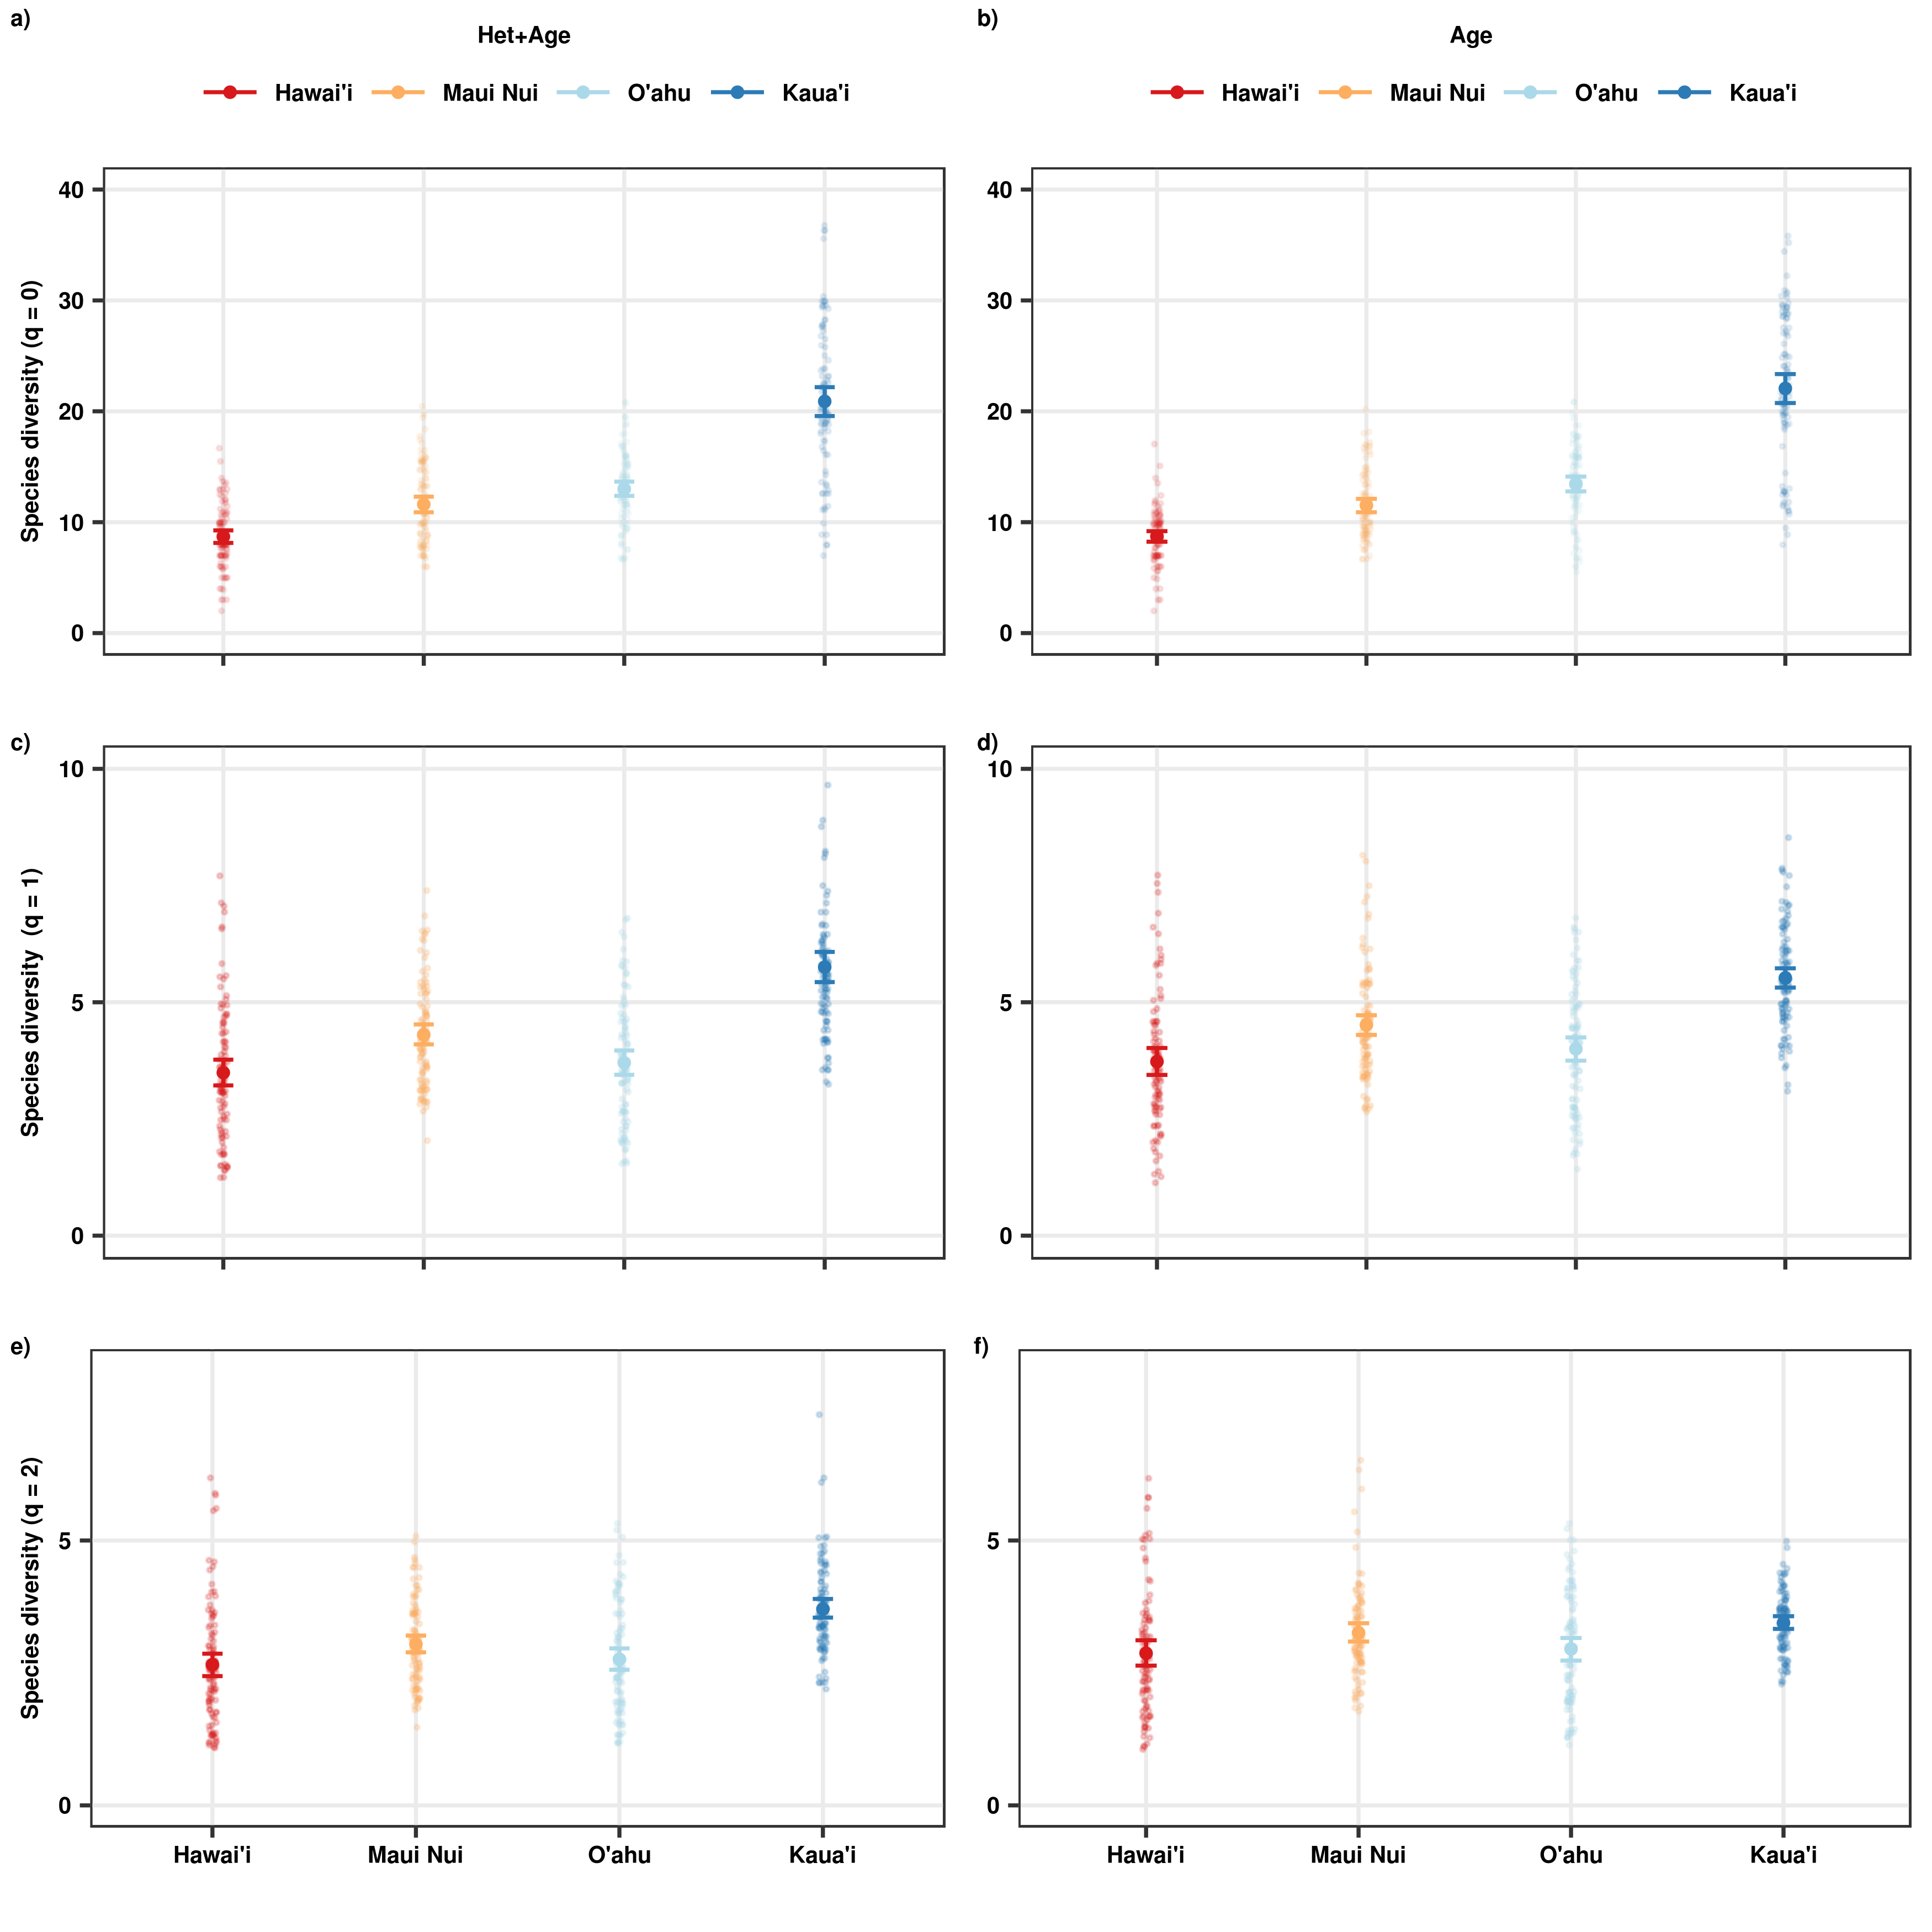 a)
Het+Age
Hawai'i Maui Nui O'ahu Kaua'i
b)
Age
Hawai'i Maui Nui O'ahu Kaua'i
Species diversity (q = 0)
40
30
20
10
0
40
30
20
10
0
c)
Species diversity (q = 1)
10
5
0
d)
10
5
0
e)
Species diversity (q = 2)
5
0
Hawai'i Maui Nui O'ahu Kaua'i
f)
5
0
Hawai'i Maui Nui O'ahu Kaua'i